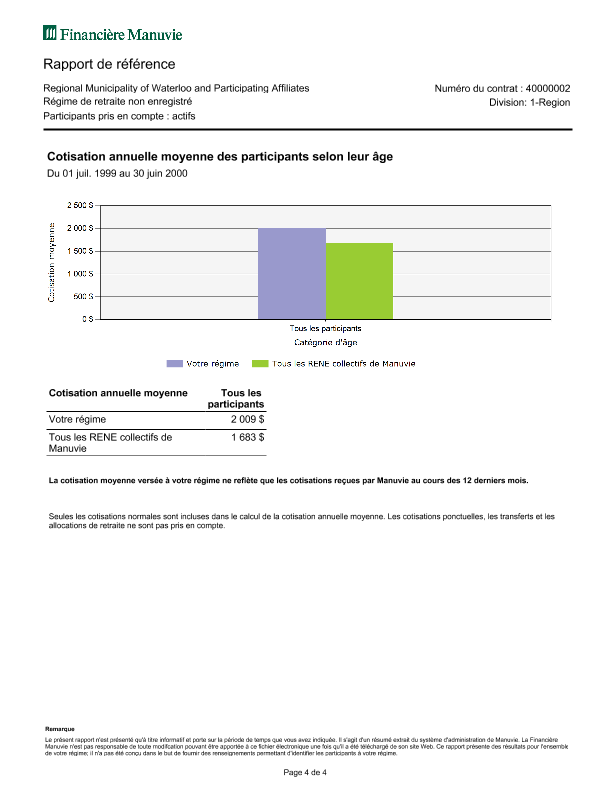 Financière Manuvie
Rapport de référence
Regional Municipality of Waterloo and Participating Affiliates
Numéro du contrat : 40000002
Régime de retraite non enregistré
Division: 1-Region
Participants pris en compte : actifs
Cotisation annuelle moyenne des participants selon leur âge
Du 01 juil. 1999 au 30 juin 2000
Cotisation moyenne
2 500 $
2 000 $
1 500 $
1 000 $
500 $
0 $
Tous les participants
Catégorie d'âge
Votre régime
Tous les RENE collectifs de Manuvie
Cotisation annuelle moyenne Tous les
participants
Votre régime 2 009 $
Tous les RENE collectifs de 1 683 $
Manuvie
La cotisation moyenne versée à votre régime ne reflète que les cotisations reçues par Manuvie au cours des 12 derniers mois.
Seules les cotisations normales sont incluses dans le calcul de la cotisation annuelle moyenne. Les cotisations ponctuelles, les transferts et les
allocations de retraite ne sont pas pris en compte.
Remarque
Le présent rapport n'est présenté qu'à titre informatif et porte sur la période de temps que vous avez indiquée. Il s'agit d'un résumé extrait du système d'administration de Manuvie. La Financière
Manuvie n'est pas responsable de toute modification pouvant être apportée à ce fichier électronique une fois qu'il a été téléchargé de son site Web. Ce rapport présente des résultats pour l'ensemble
de votre régime; il n'a pas été conçu dans le but de fournir des renseignements permettant d'identifier les participants à votre régime.
Page 4 de 4